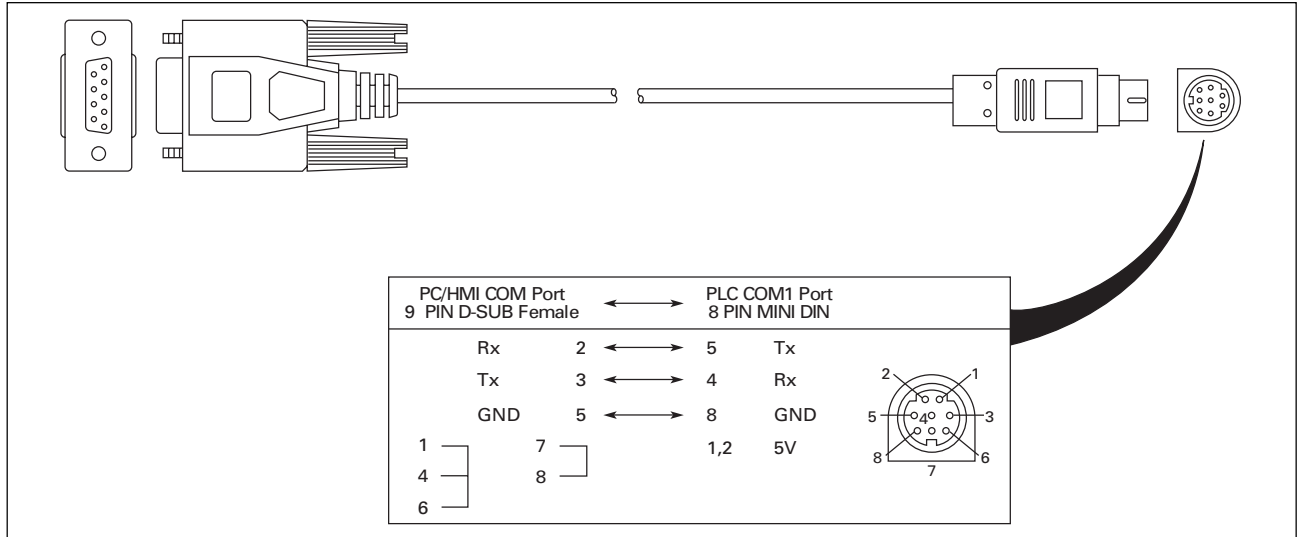 PC/HMI COM Port PLC COM1 Port
9 PIN D-SUB Female 8 PIN MINI DIN
Rx 2 5 Tx
Tx 3 4 Rx
GND 5 8 GND
1 7 1,2 5V
4 8
6
2 1
5 4 3
8 6
7